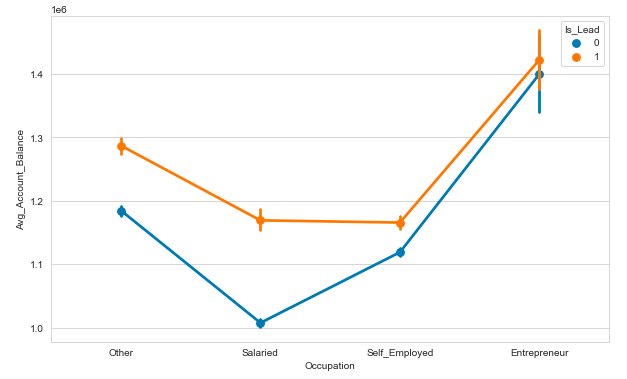 1e6
Is_Lead
0
1
1.4
1.3
1.2
1.1
1.0
Avg_Account_Balance
Other Salaried Self_Employed Entrepreneur
Occupation